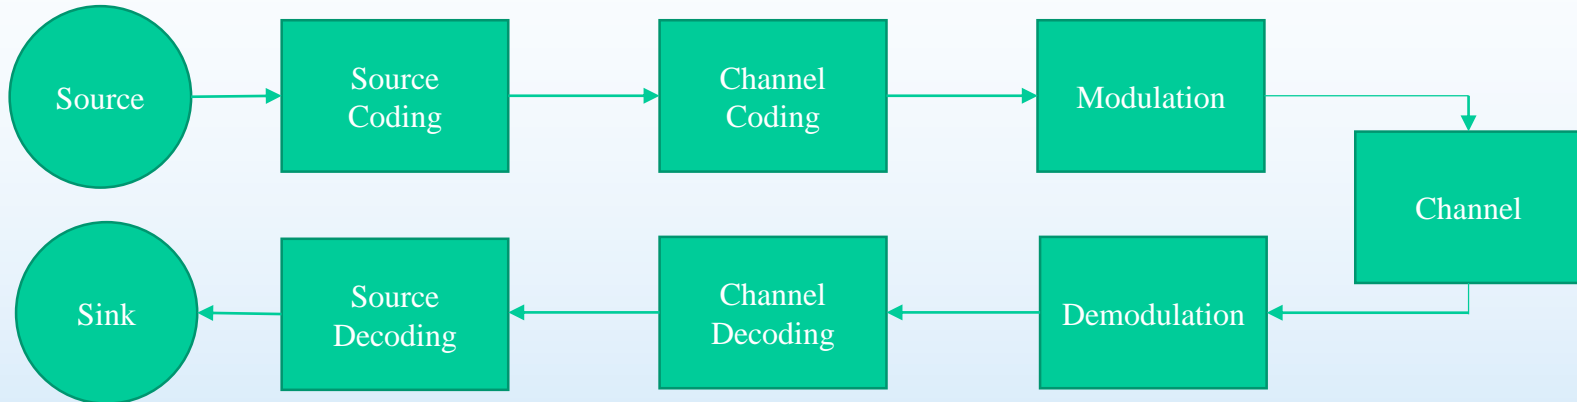 Source
Source
Coding
Channel
Coding
Modulation
Channel
Sink
Source
Decoding
Channel
Decoding
Demodulation